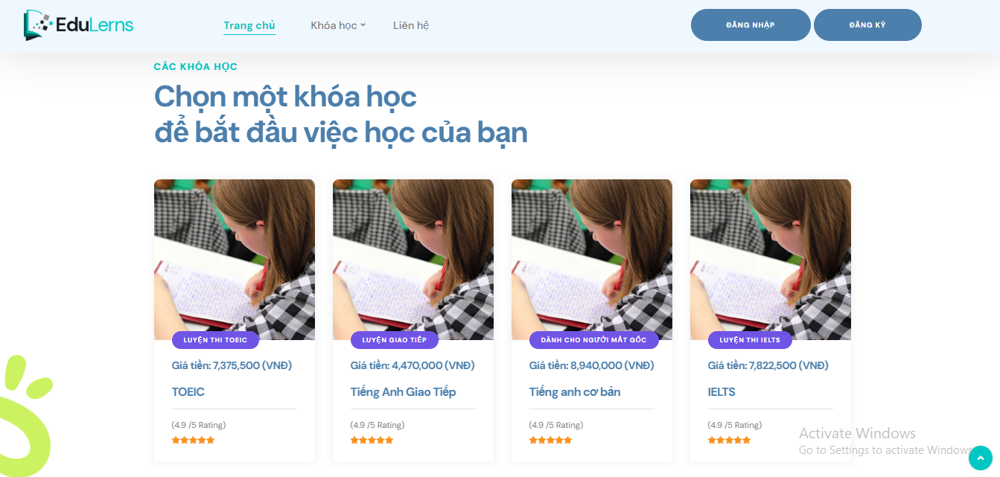 EduLerns
Trang chủ
Khóa học
Liên hệ
ĐĂNG NHẬP
ĐĂNG KÝ
CÁC KHÓA HỌC
Chọn một khóa học
để bắt đầu việc học của bạn
LUYỆN THI TOEIC
Giá tiền: 7,375,500 (VNĐ)
TOEIC
(4.9 /5 Rating)
LUYỆN GIAO TIẾP
Giá tiền: 4,470,000 (VNĐ)
Tiếng Anh Giao Tiếp
(4.9 /5 Rating)
DÀNH CHO NGƯỜI MẤT GỐC
Giá tiền: 8,940,000 (VNĐ)
Tiếng anh cơ bản
(4.9 /5 Rating)
LUYỆN THI IELTS
Giá tiền: 7,822,500 (VNĐ)
IELTS
(4.9 /5 Rating)
Activate Windows
Go to Settings to activate Windows.